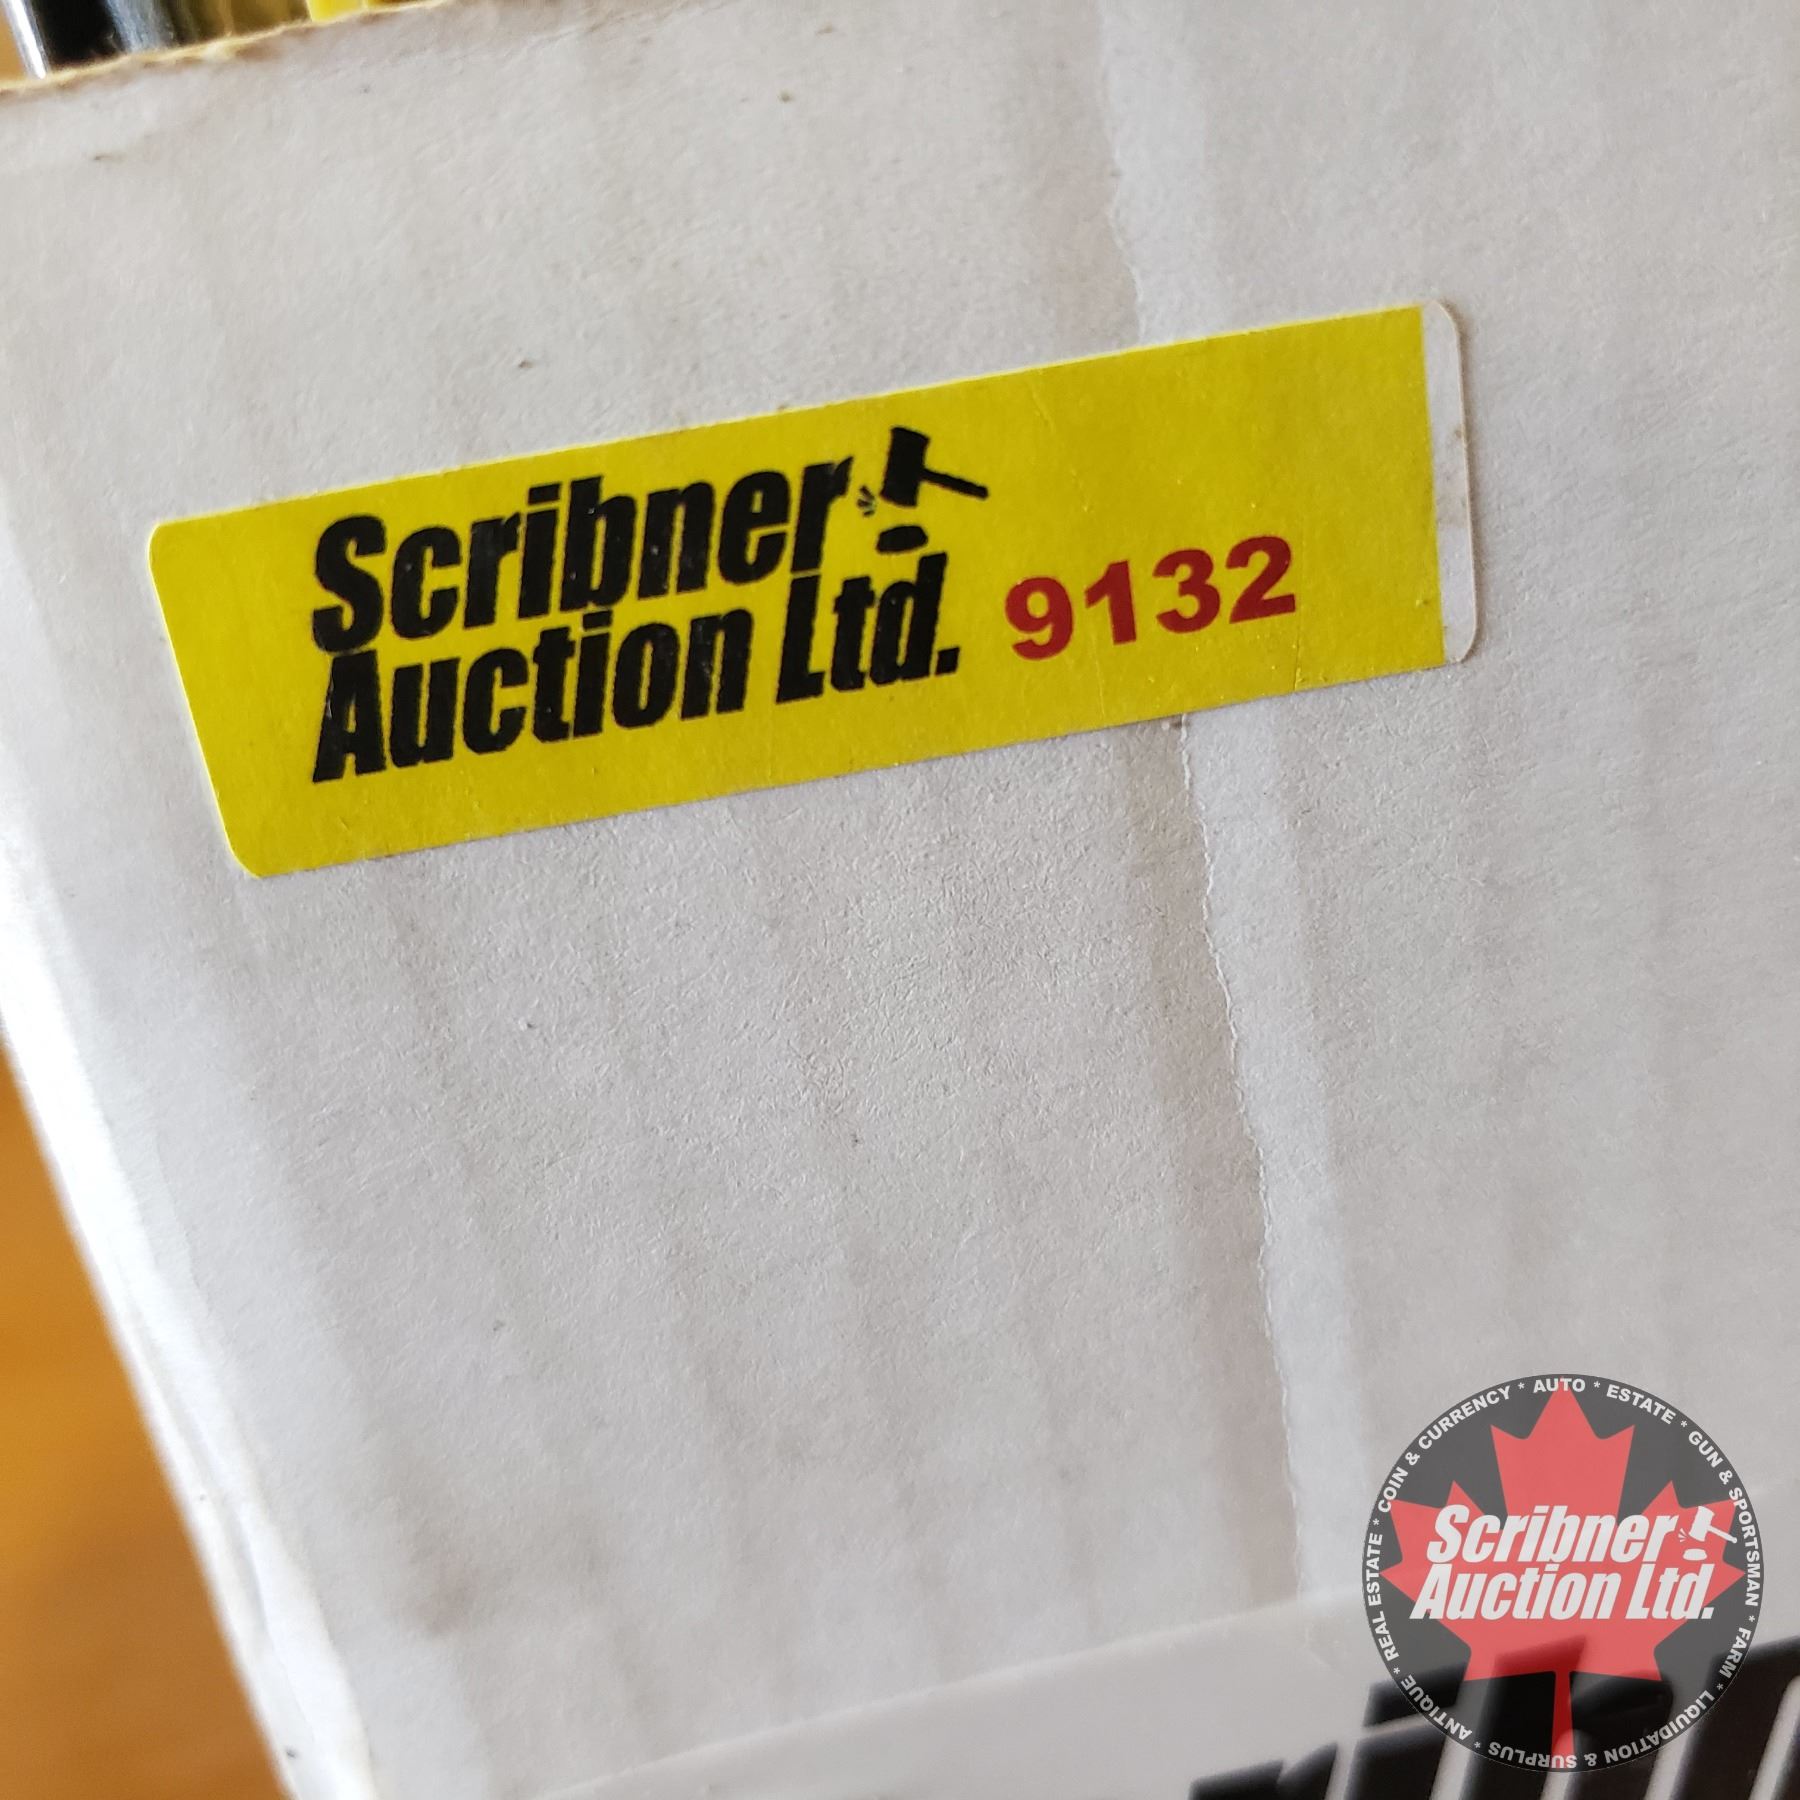 Scribner
Auction Ltd.
9132
REAL ESTATE * COIN & CURRENCY * AUTO * ESTATE * GUN & SPORTSMAN * FARM * LIQUIDATION & SURPLUS * ANTIQUE *
Scribner
Auction Ltd.